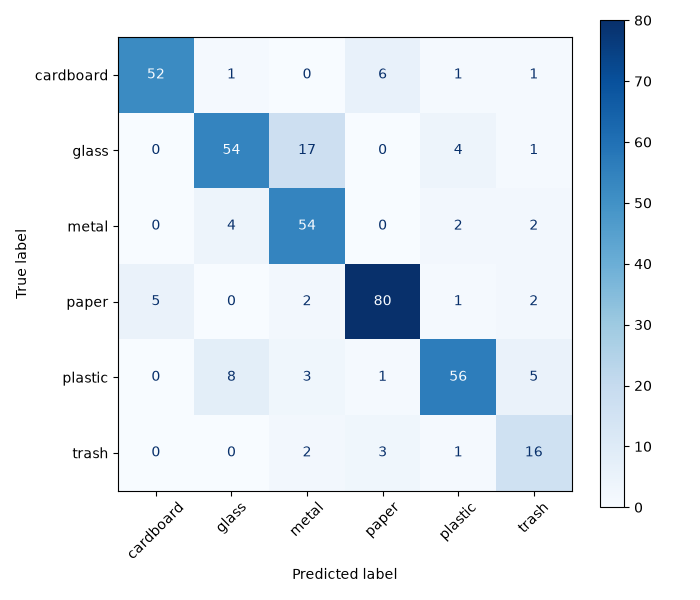 80
cardboard 52 1 0 6 1 1
70
glass 0 54 17 0 4 1
60
50
metal 0 4 54 0 2 2
True label
40
paper 5 0 2 80 1 2
30
plastic 0 8 3 1 56 5
20
trash 0 0 2 3 1 16
10
0
cardboard glass metal paper plastic trash
Predicted label